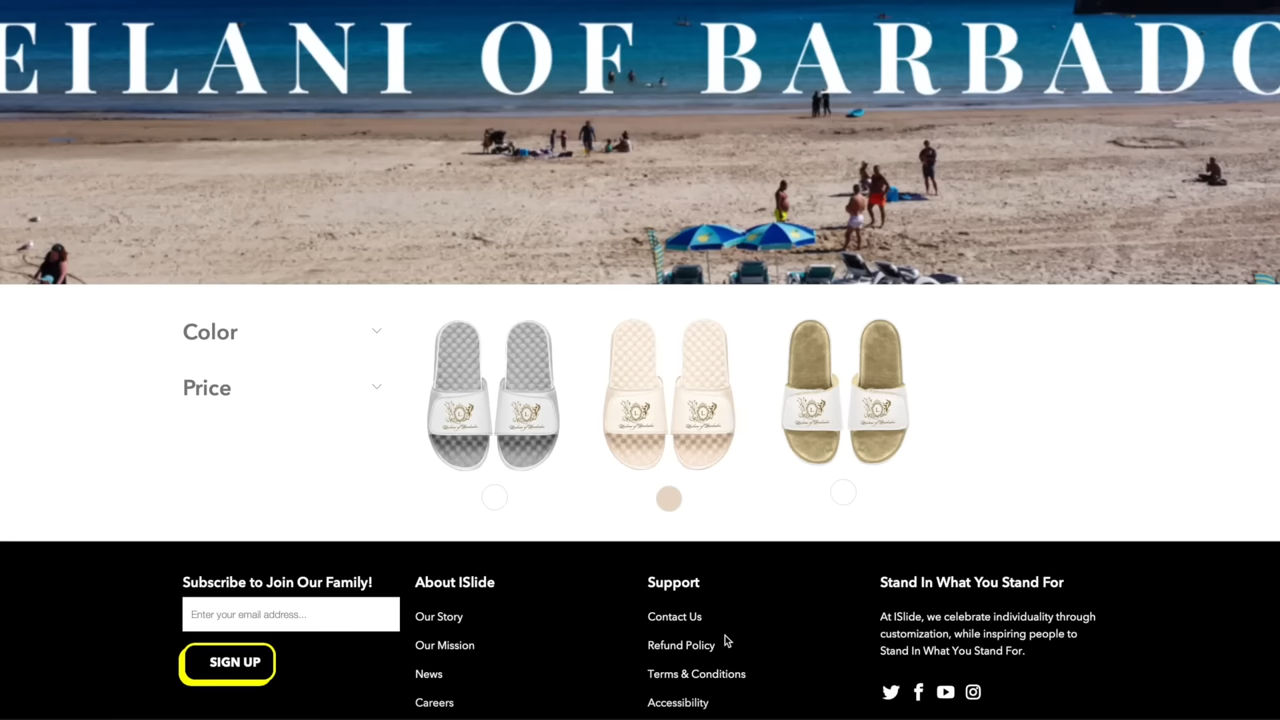 EILANI OF BARBADO
Color
Price
Subscribe to Join Our Family!
Enter your email address...
SIGN UP
About ISlide
Our Story
Our Mission
News
Careers
Support
Contact Us
Refund Policy
Terms & Conditions
Accessibility
Stand In What You Stand For
At ISlide, we celebrate individuality through
customization, while inspiring people to
Stand In What You Stand For.